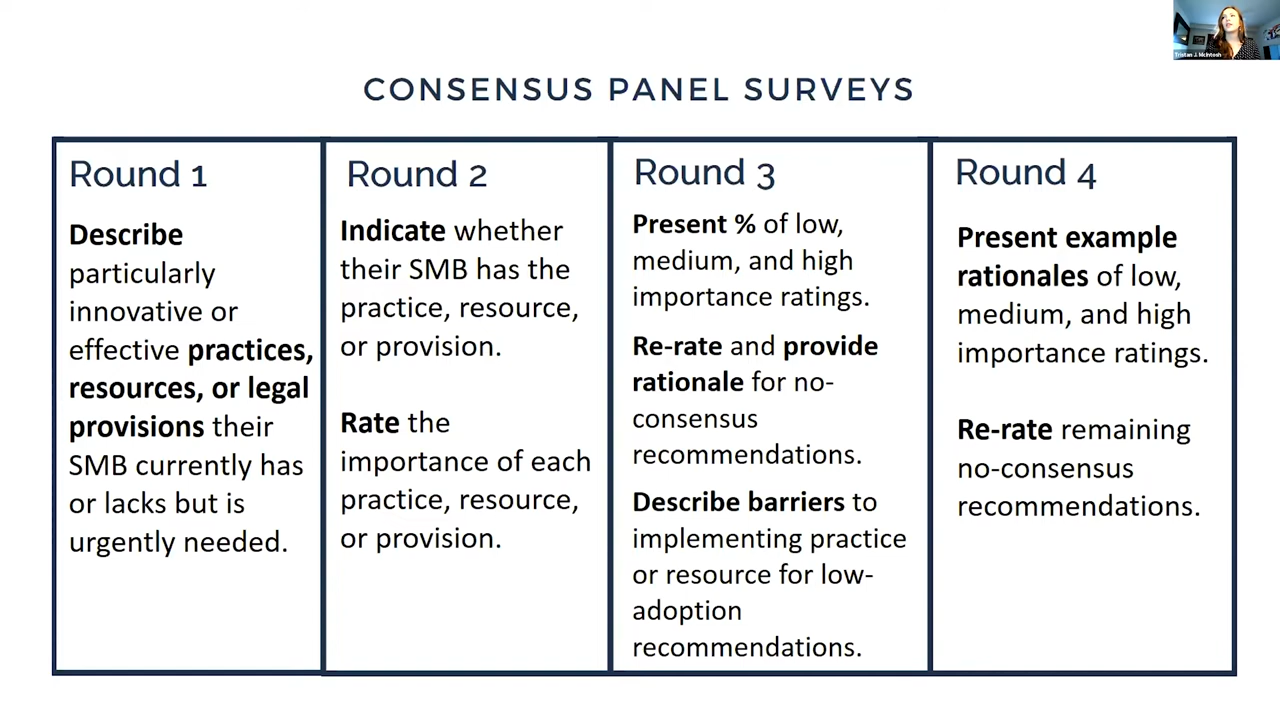 Tristan J. McIntosh
CONSENSUS PANEL SURVEYS
Round 1
Describe
particularly
innovative or
effective practices,
resources, or legal
provisions their
SMB currently has
or lacks but is
urgently needed.
Round 2
Indicate whether
their SMB has the
practice, resource,
or provision.
Rate the
importance of each
practice, resource,
or provision.
Round 3
Present % of low,
medium, and high
importance ratings.
Re-rate and provide
rationale for no-
consensus
recommendations.
Describe barriers to
implementing practice
or resource for low-
adoption
recommendations.
Round 4
Present example
rationales of low,
medium, and high
importance ratings.
Re-rate remaining
no-consensus
recommendations.